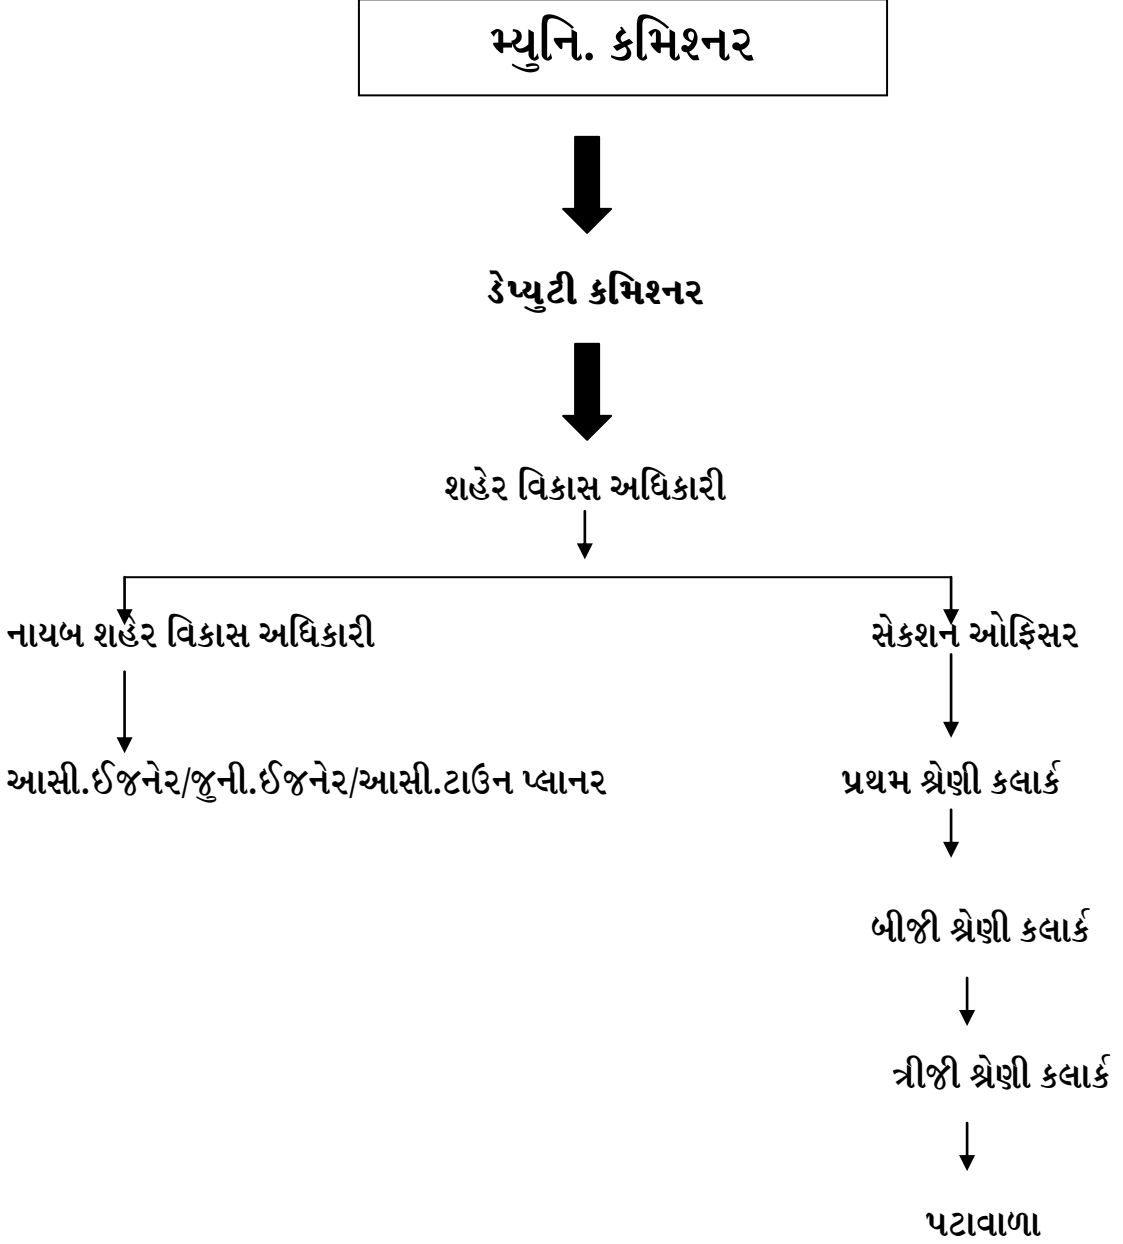 મ્યુનિ. કમિશ્નર
ડેપ્યુટી કમિશ્નર
શહેર વિકાસ અધિકારી
નાયબ શહેર વિકાસ અધિકારી
સેકશન ઓફિસર
આસી.ઈજનેર/જુની.ઈજનેર/આસી.ટાઉન પ્લાનર
પ્રથમ શ્રેણી કલાર્ક
બીજી શ્રેણી કલાર્ક
ત્રીજી શ્રેણી કલાર્ક
પટાવાળા